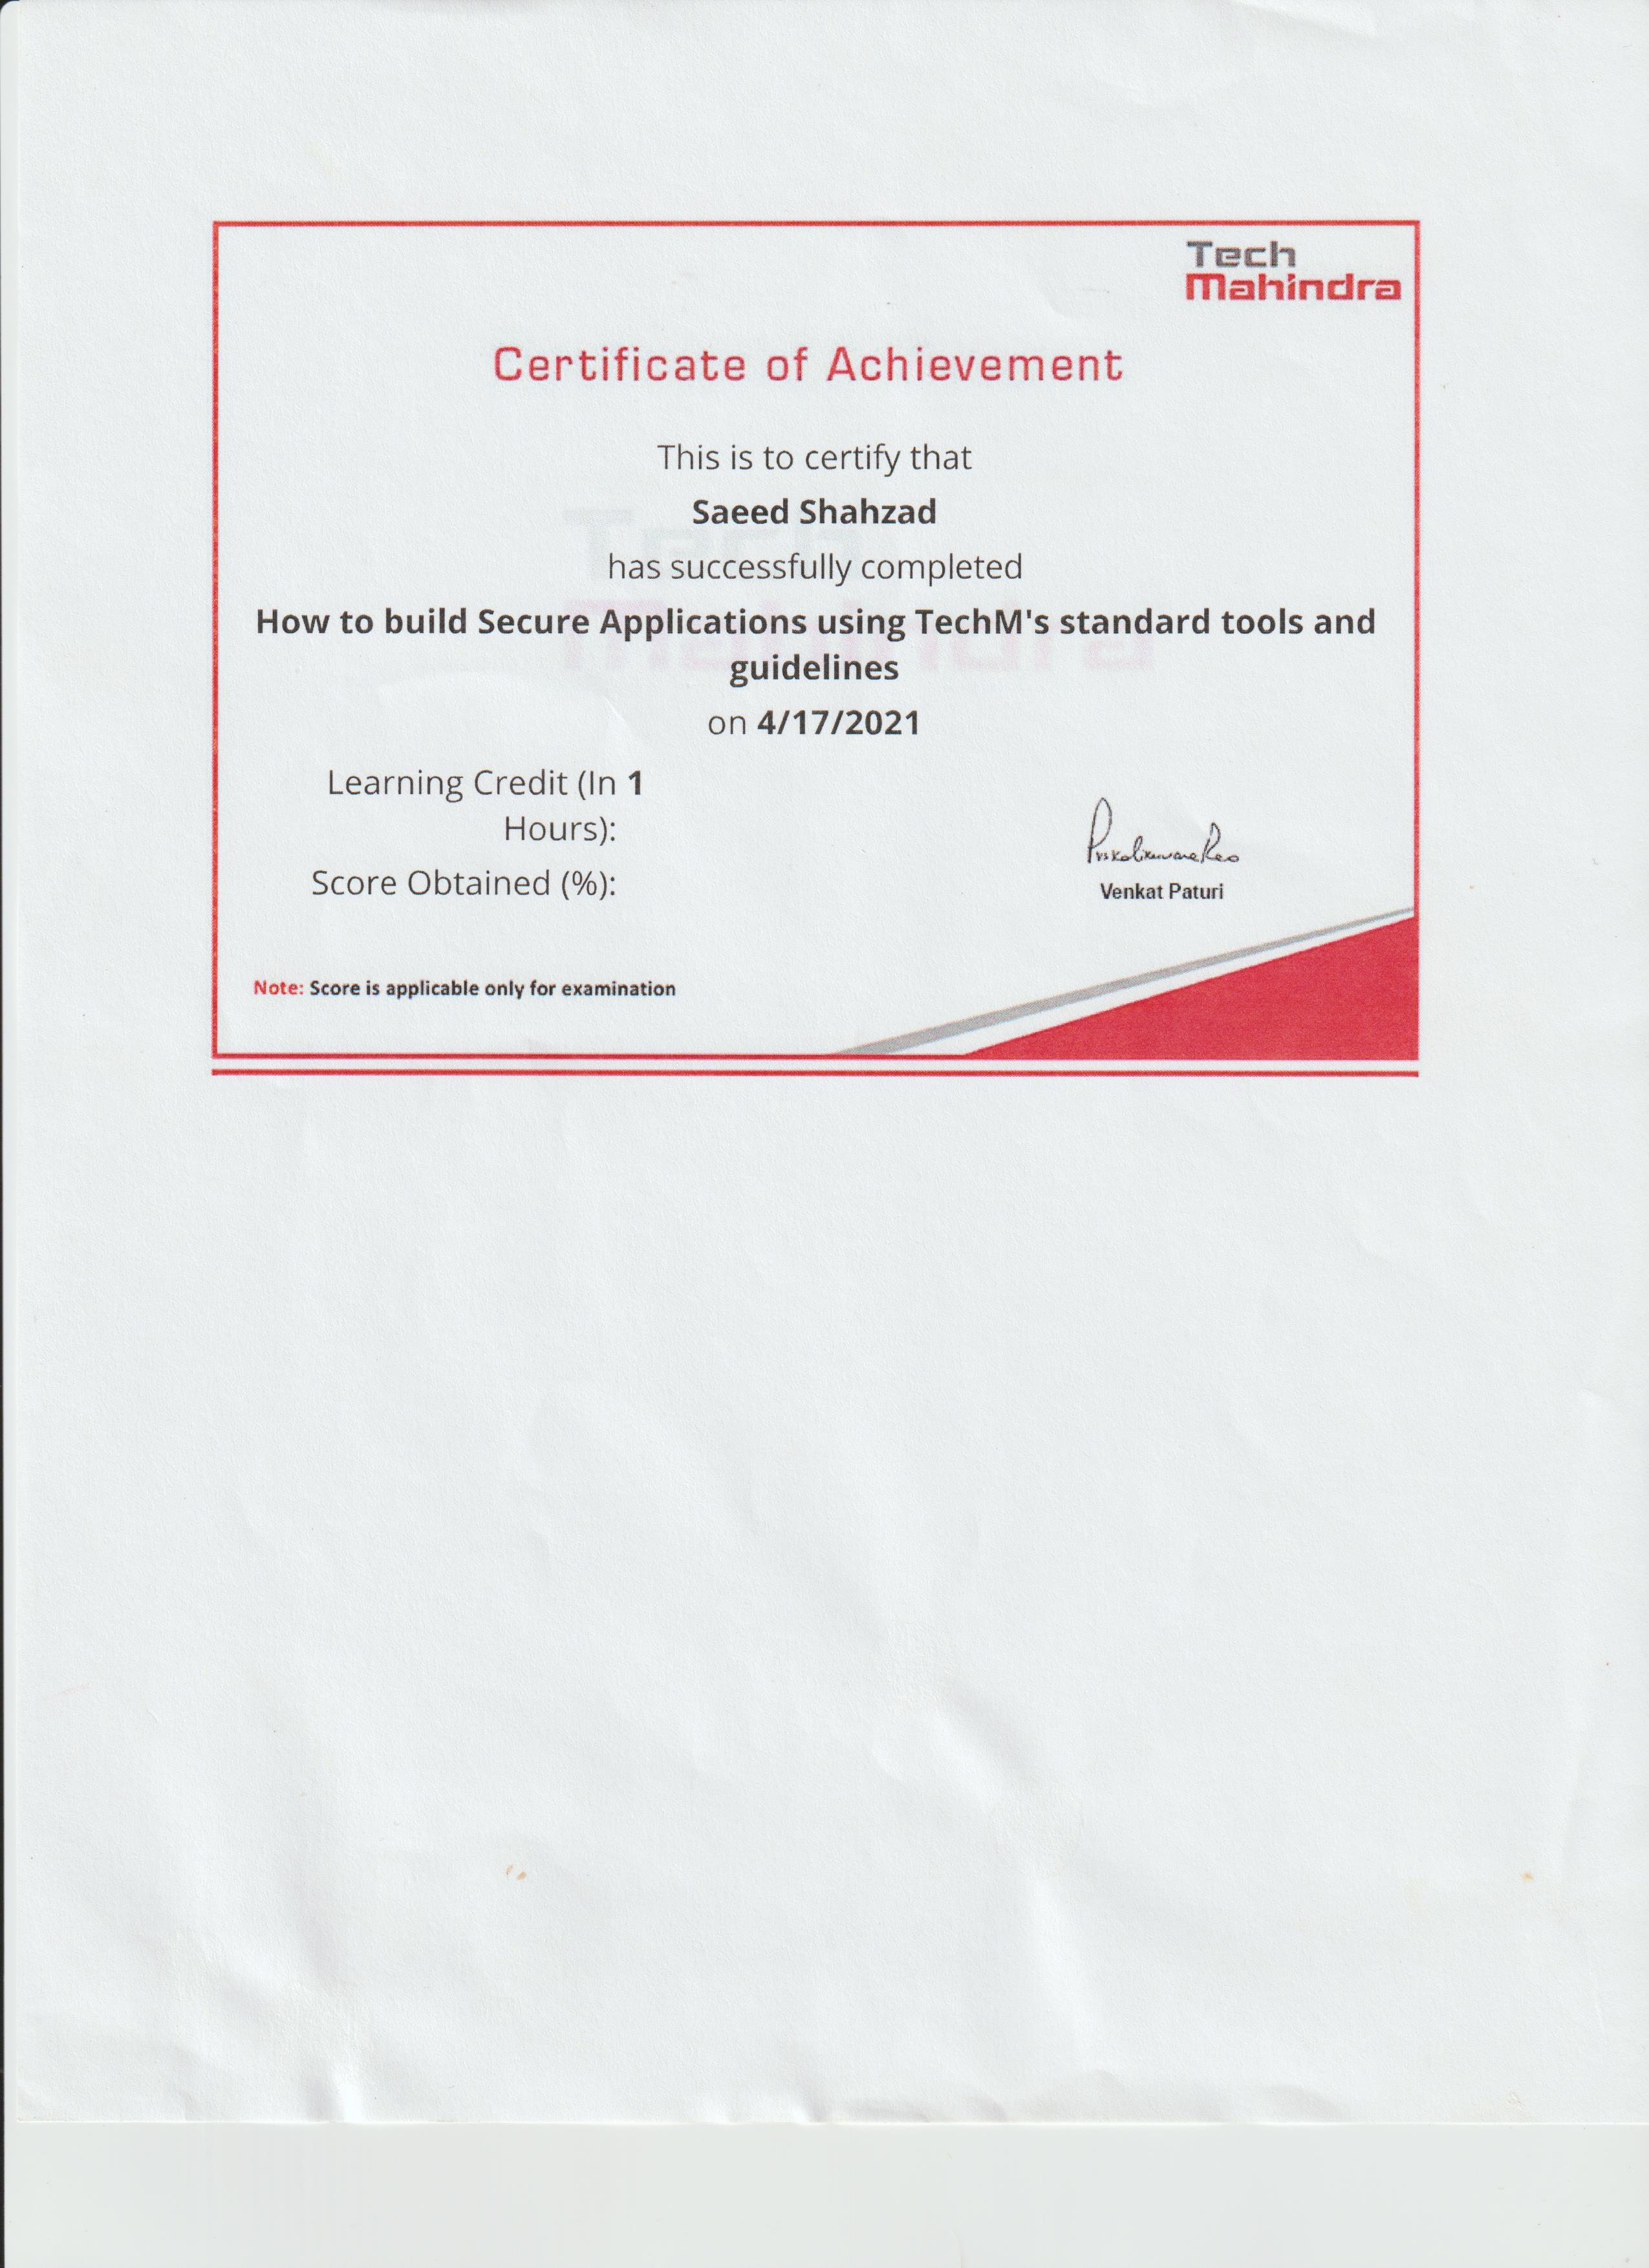 Tech
Mahindra
Certificate of Achievement
This is to certify that
Saeed Shahzad
has successfully completed
How to build Secure Applications using TechM's standard tools and
guidelines
on 4/17/2021
Learning Credit (In 1
Hours):
Score Obtained (%):
Venkat Paturi
Note: Score is applicable only for examination